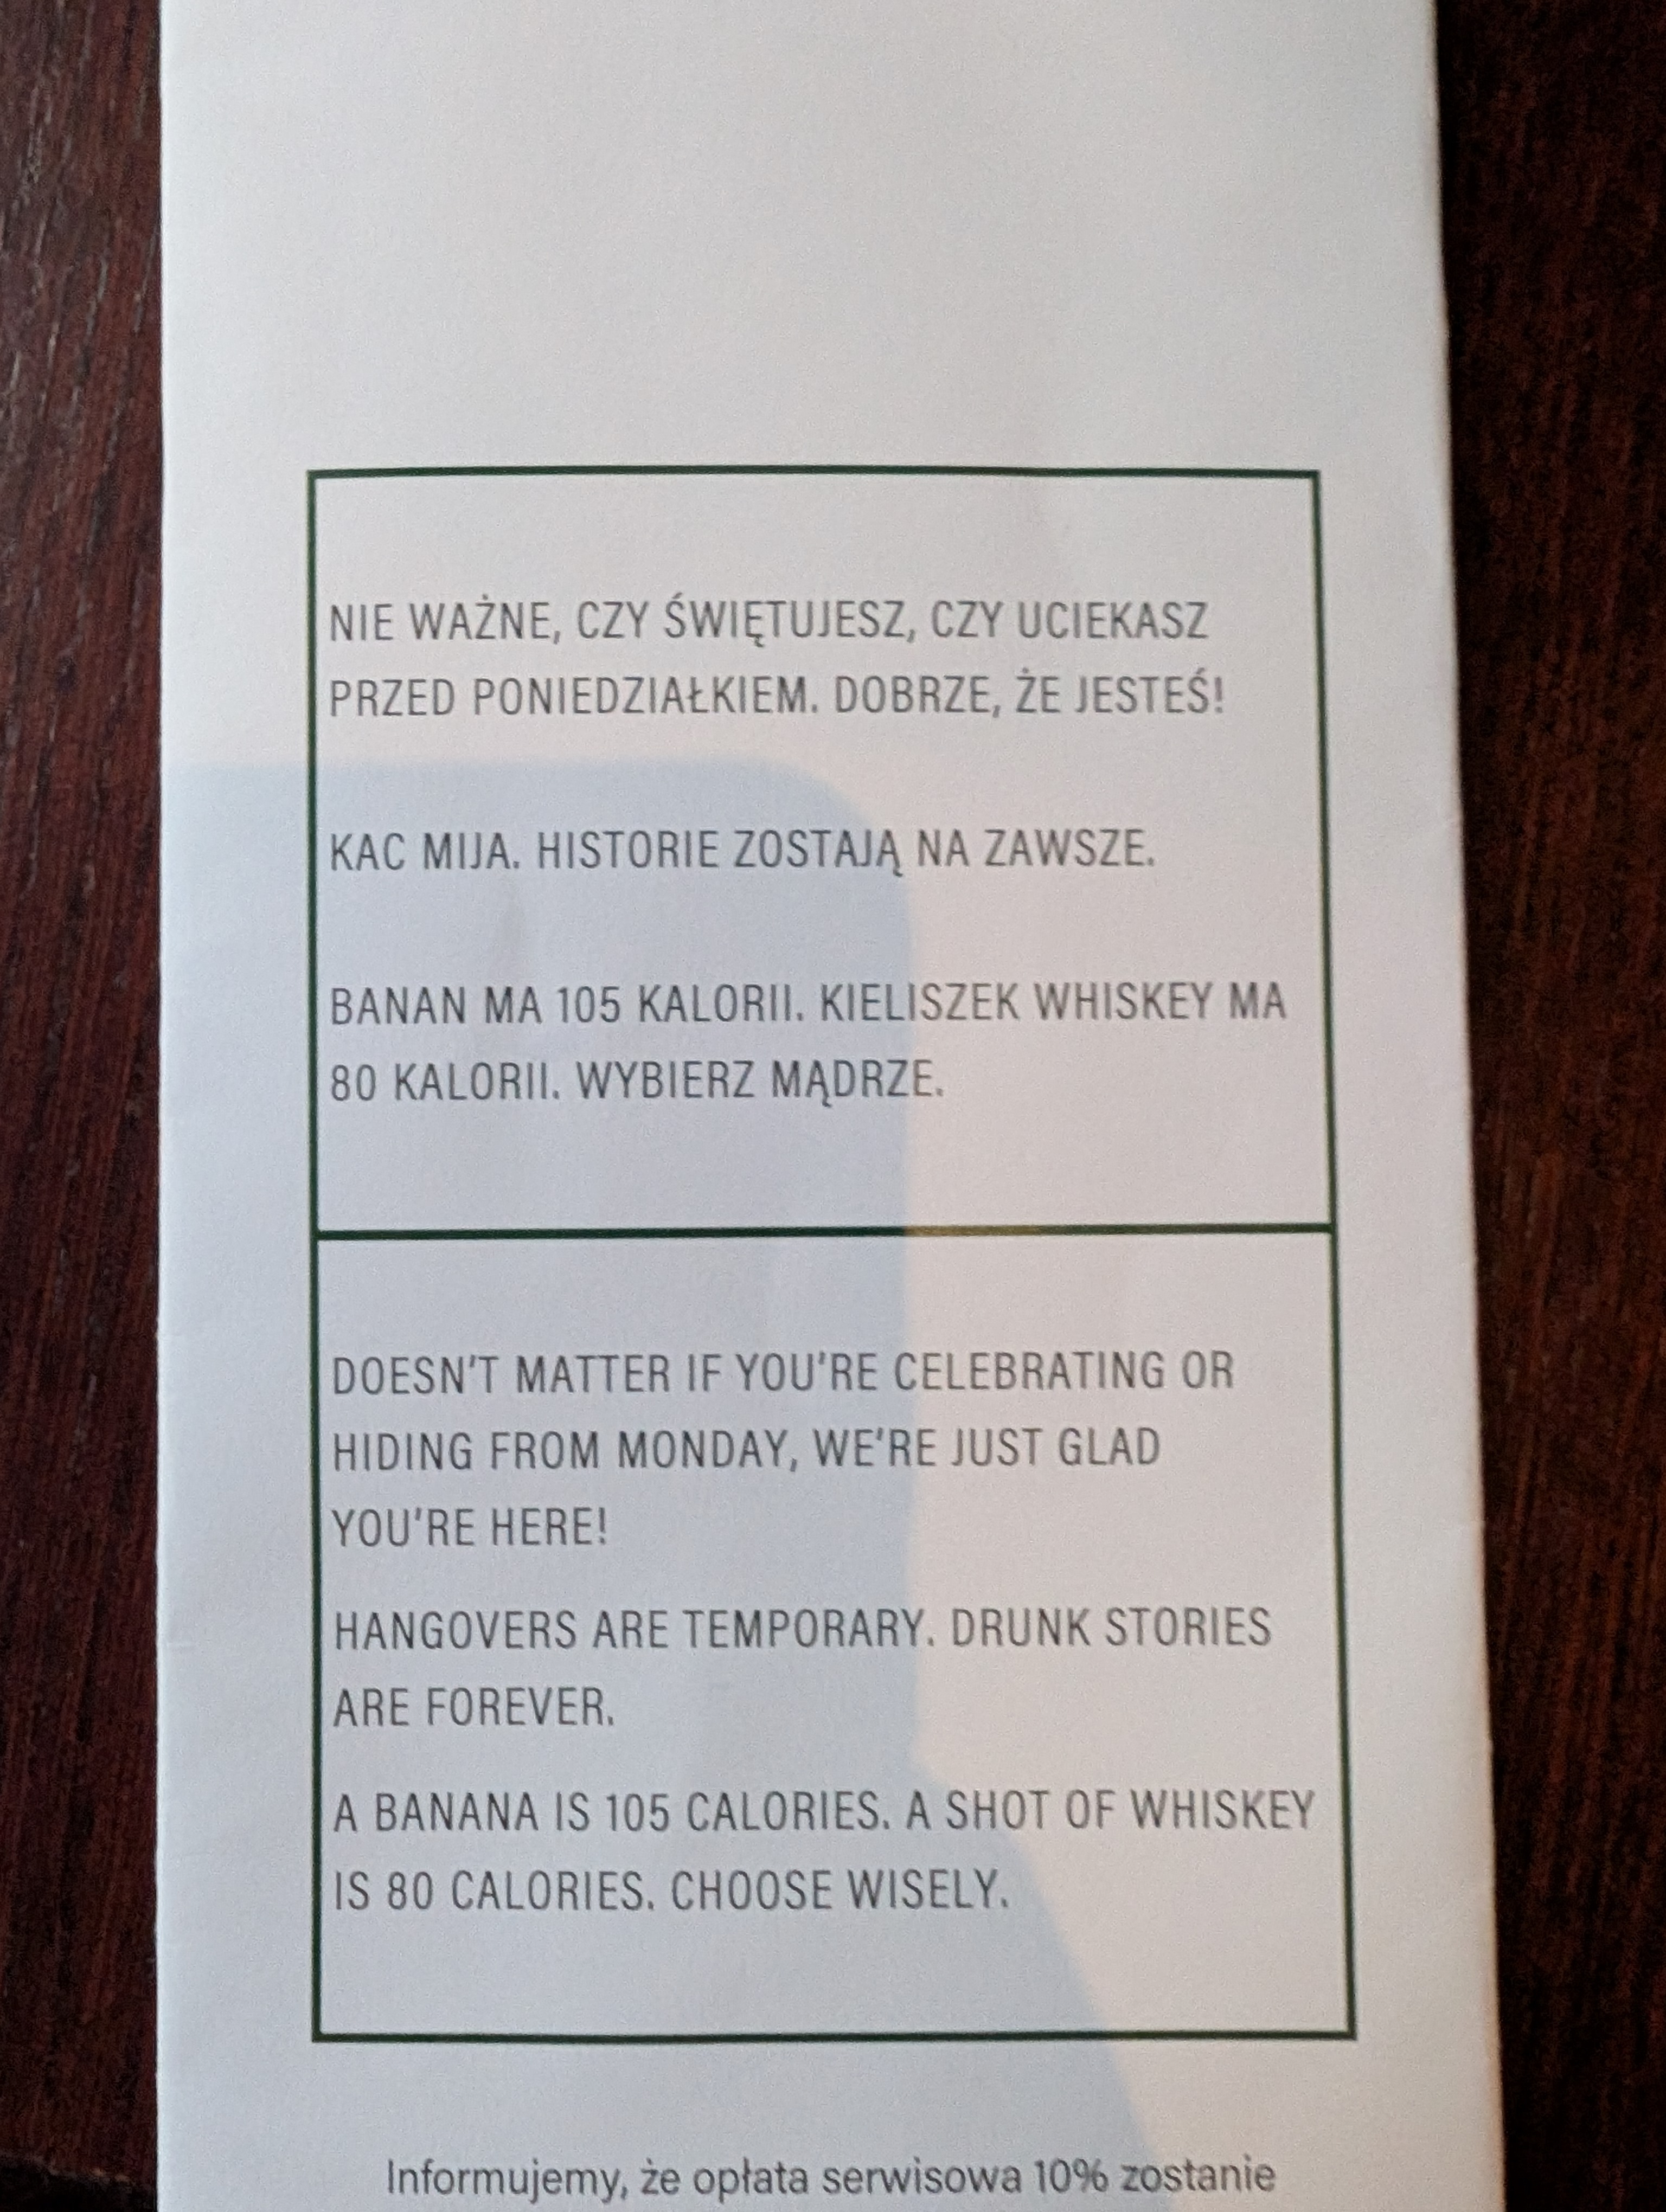 NIE WAŻNE, CZY ŚWIĘTUJESZ, CZY UCIEKASZ
PRZED PONIEDZIAŁKIEM. DOBRZE, ŻE JESTEŚ!
KAC MIJA. HISTORIE ZOSTAJĄ NA ZAWSZE.
BANAN MA 105 KALORII. KIELISZEK WHISKEY MA
80 KALORII. WYBIERZ MĄDRZE.
DOESN'T MATTER IF YOU'RE CELEBRATING OR
HIDING FROM MONDAY, WE'RE JUST GLAD
YOU'RE HERE!
HANGOVERS ARE TEMPORARY. DRUNK STORIES
ARE FOREVER.
A BANANA IS 105 CALORIES. A SHOT OF WHISKEY
IS 80 CALORIES. CHOOSE WISELY.
Informujemy, że opłata serwisowa 10% zostanie